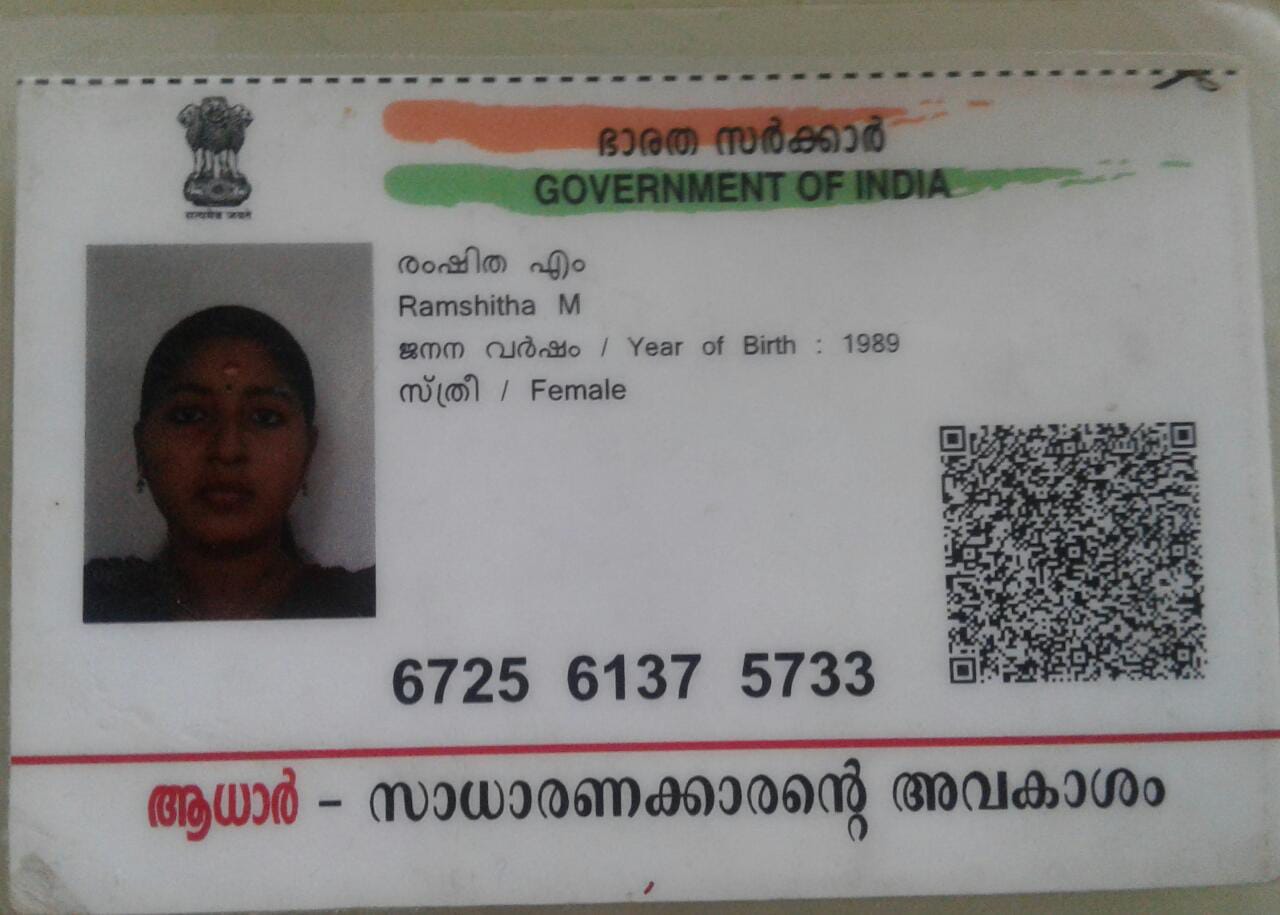 सत्यमेव जयते
ഭാരത സർക്കാർ
GOVERNMENT OF INDIA
രംഷിത എം
Ramshitha M
ജനന വർഷം / Year of Birth : 1989
സ്ത്രീ / Female
6725 6137 5733
ആധാർ - സാധാരണക്കാരന്റെ അവകാശം